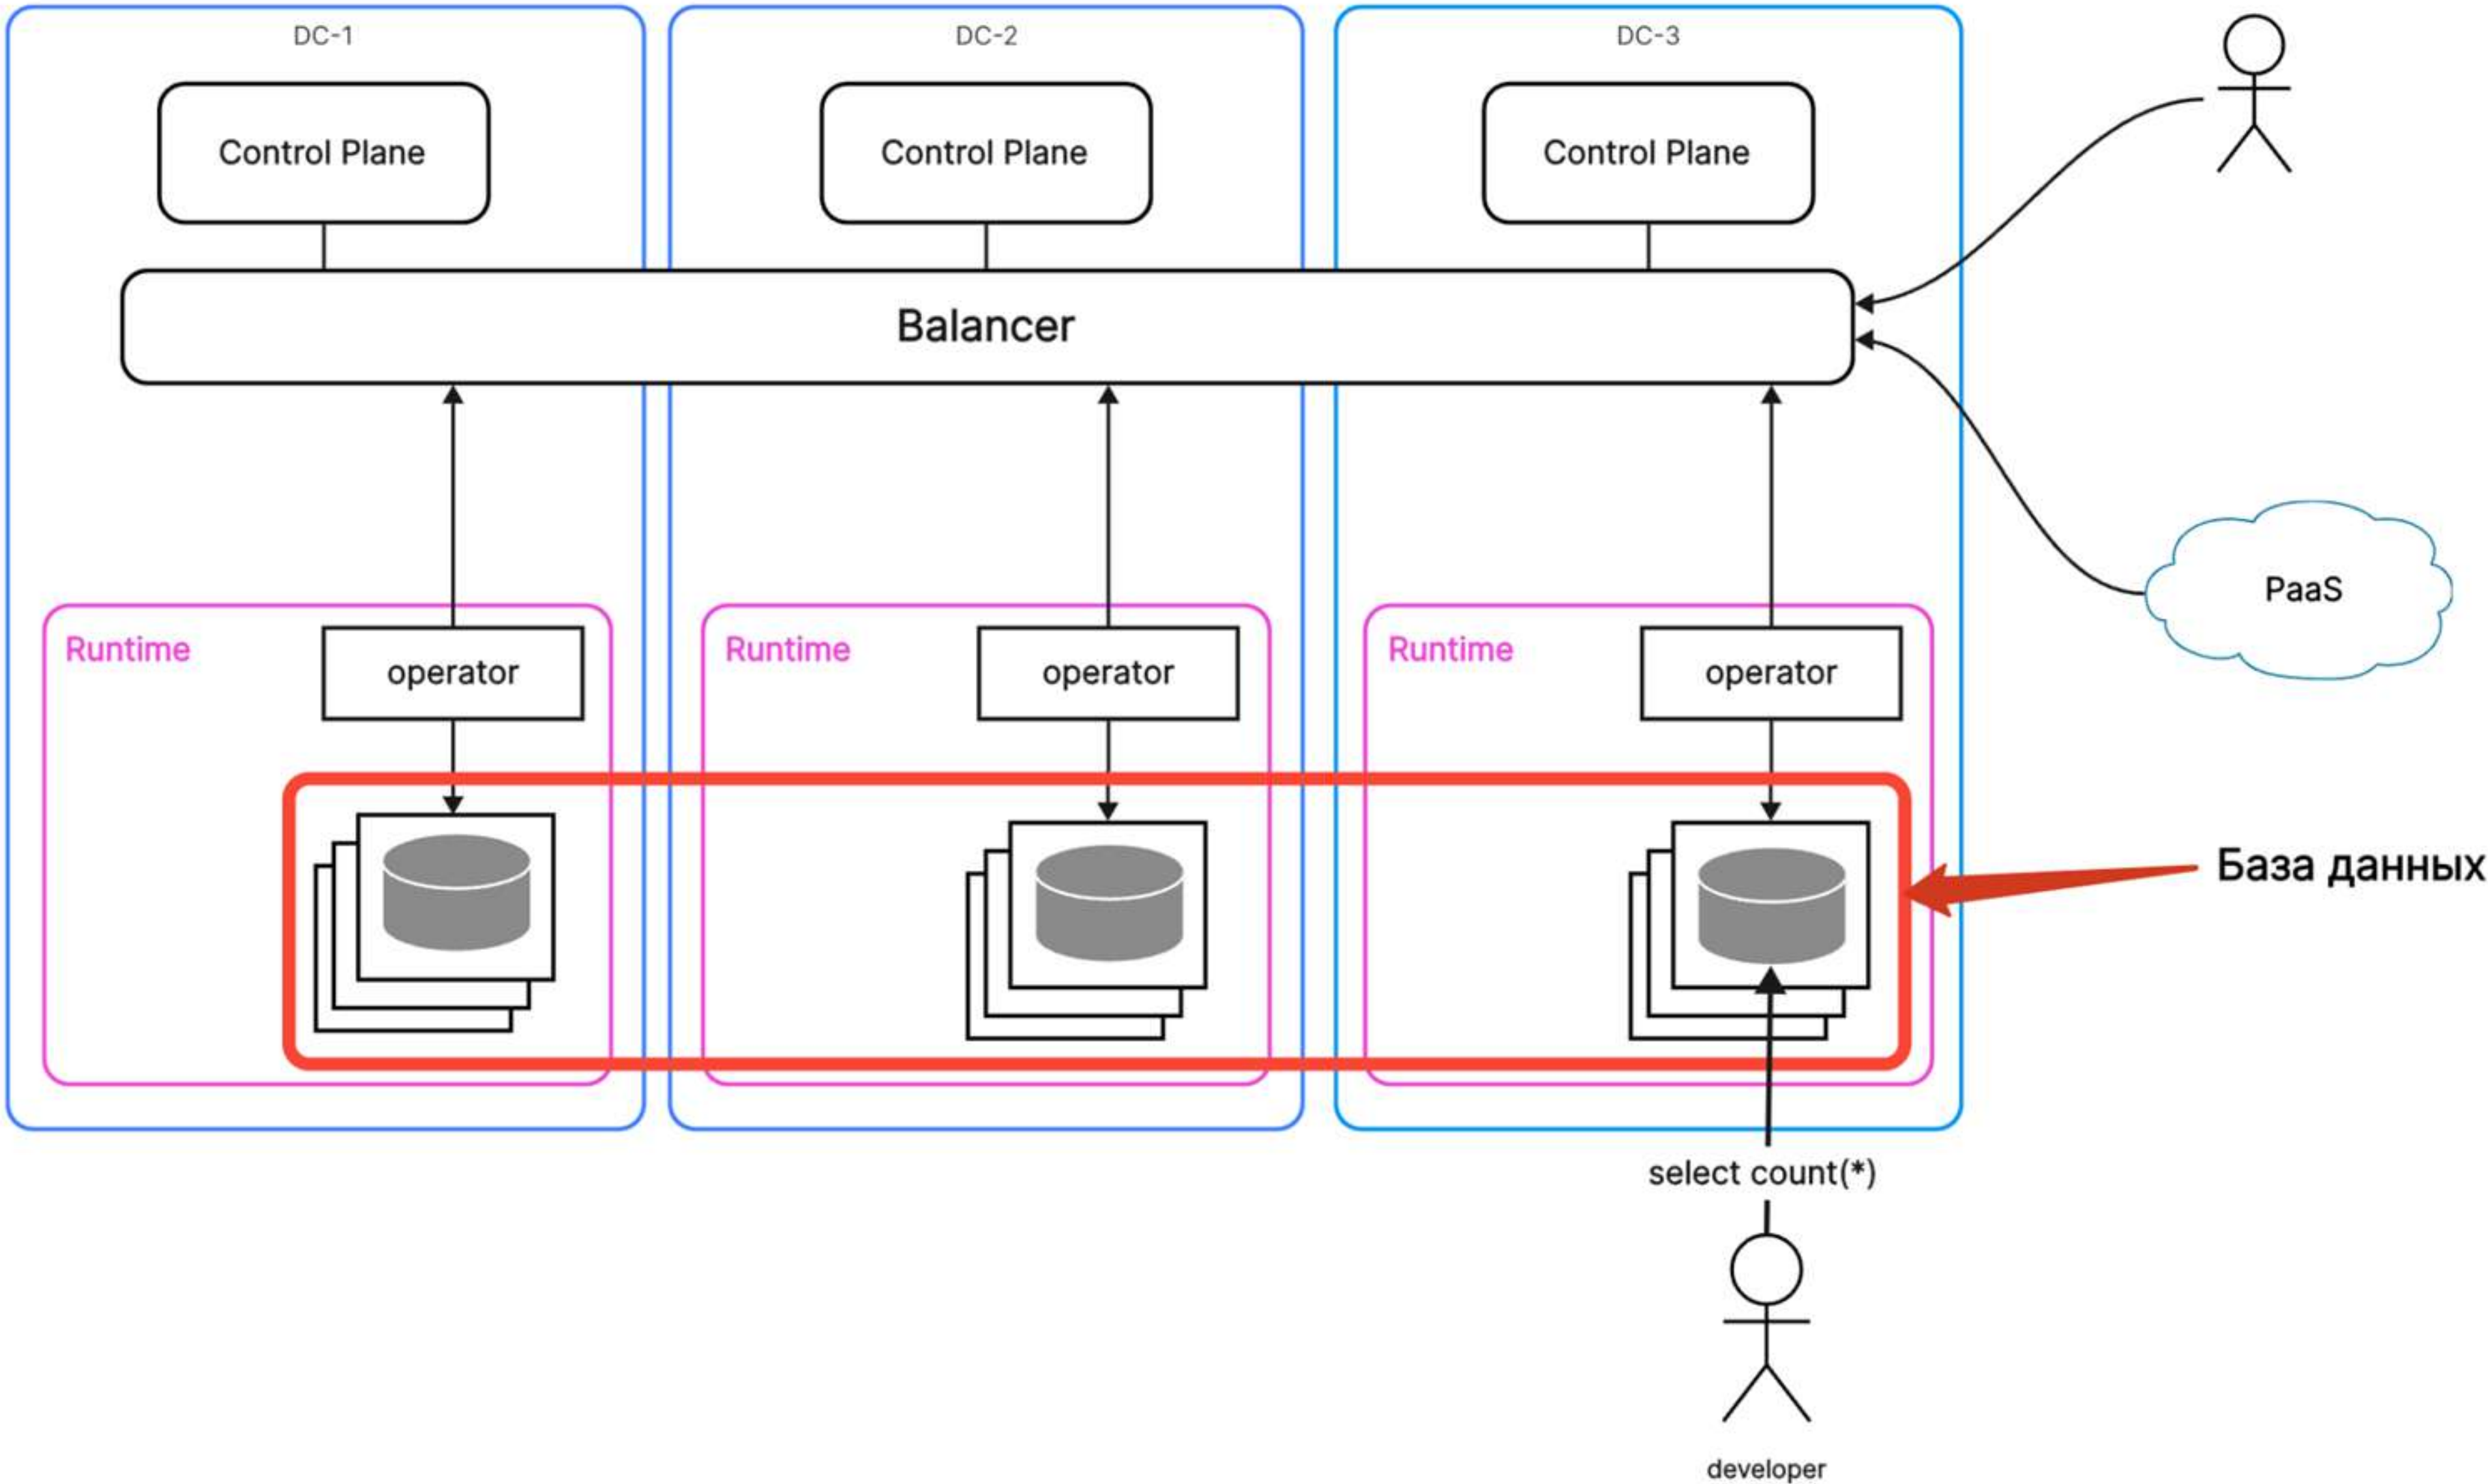 DC-1
DC-2
DC-3
Control Plane
Control Plane
Control Plane
Balancer
PaaS
Runtime
operator
Runtime
operator
Runtime
operator
База данных
select count(*)
developer